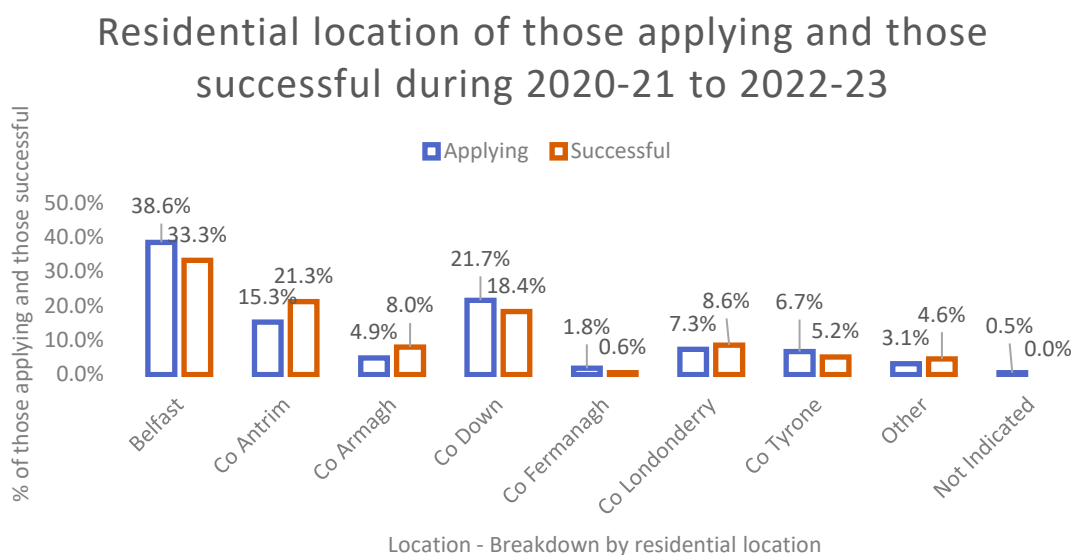 Residential location of those applying and those
successful during 2020-21 to 2022-23
Applying
Successful
% of those applying and those successful
50.0%
40.0%
30.0%
20.0%
10.0%
0.0%
38.6%
33.3%
15.3%
21.3%
4.9%
8.0%
21.7%
18.4%
1.8%
0.6%
7.3%
8.6%
6.7%
5.2%
3.1%
4.6%
0.5%
0.0%
Belfast
Co Antrim
Co Armagh
Co Down
Co Fermanagh
Co Londonderry
Co Tyrone
Other
Not Indicated
Location - Breakdown by residential location